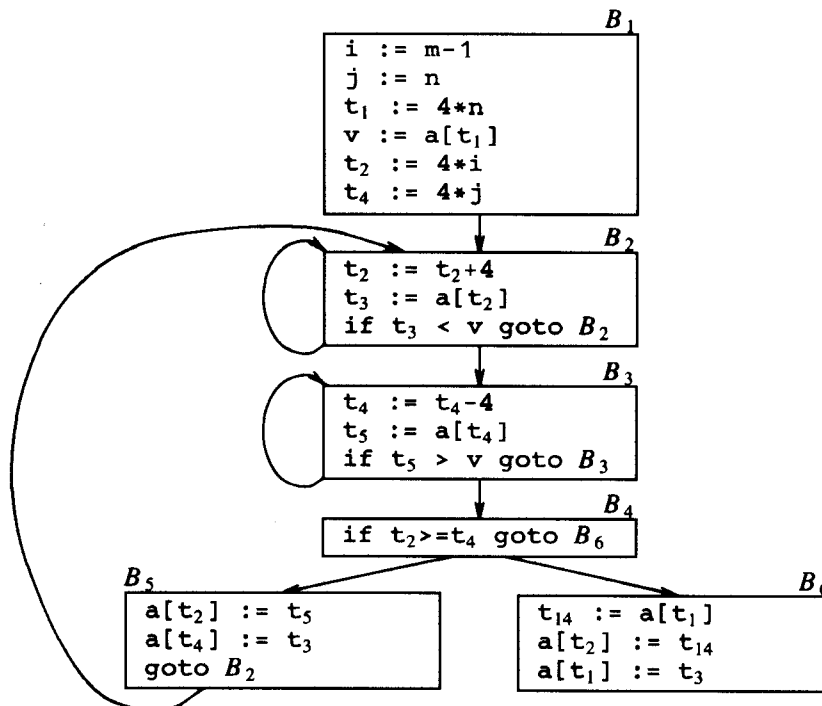 B₁
i := m-1
j := n
t₁ := 4*n
v := a[t₁]
t₂ := 4*i
t₄ := 4*j
B₂
t₂ := t₂+4
t₃ := a[t₂]
if t₃ < v goto B₂
B₃
t₄ := t₄-4
t₅ := a[t₄]
if t₅ > v goto B₃
B₄
if t₂>=t₄ goto B₆
B₅
a[t₂] := t₅
a[t₄] := t₃
goto B₂
B₆
t₁₄ := a[t₁]
a[t₂] := t₁₄
a[t₁] := t₃